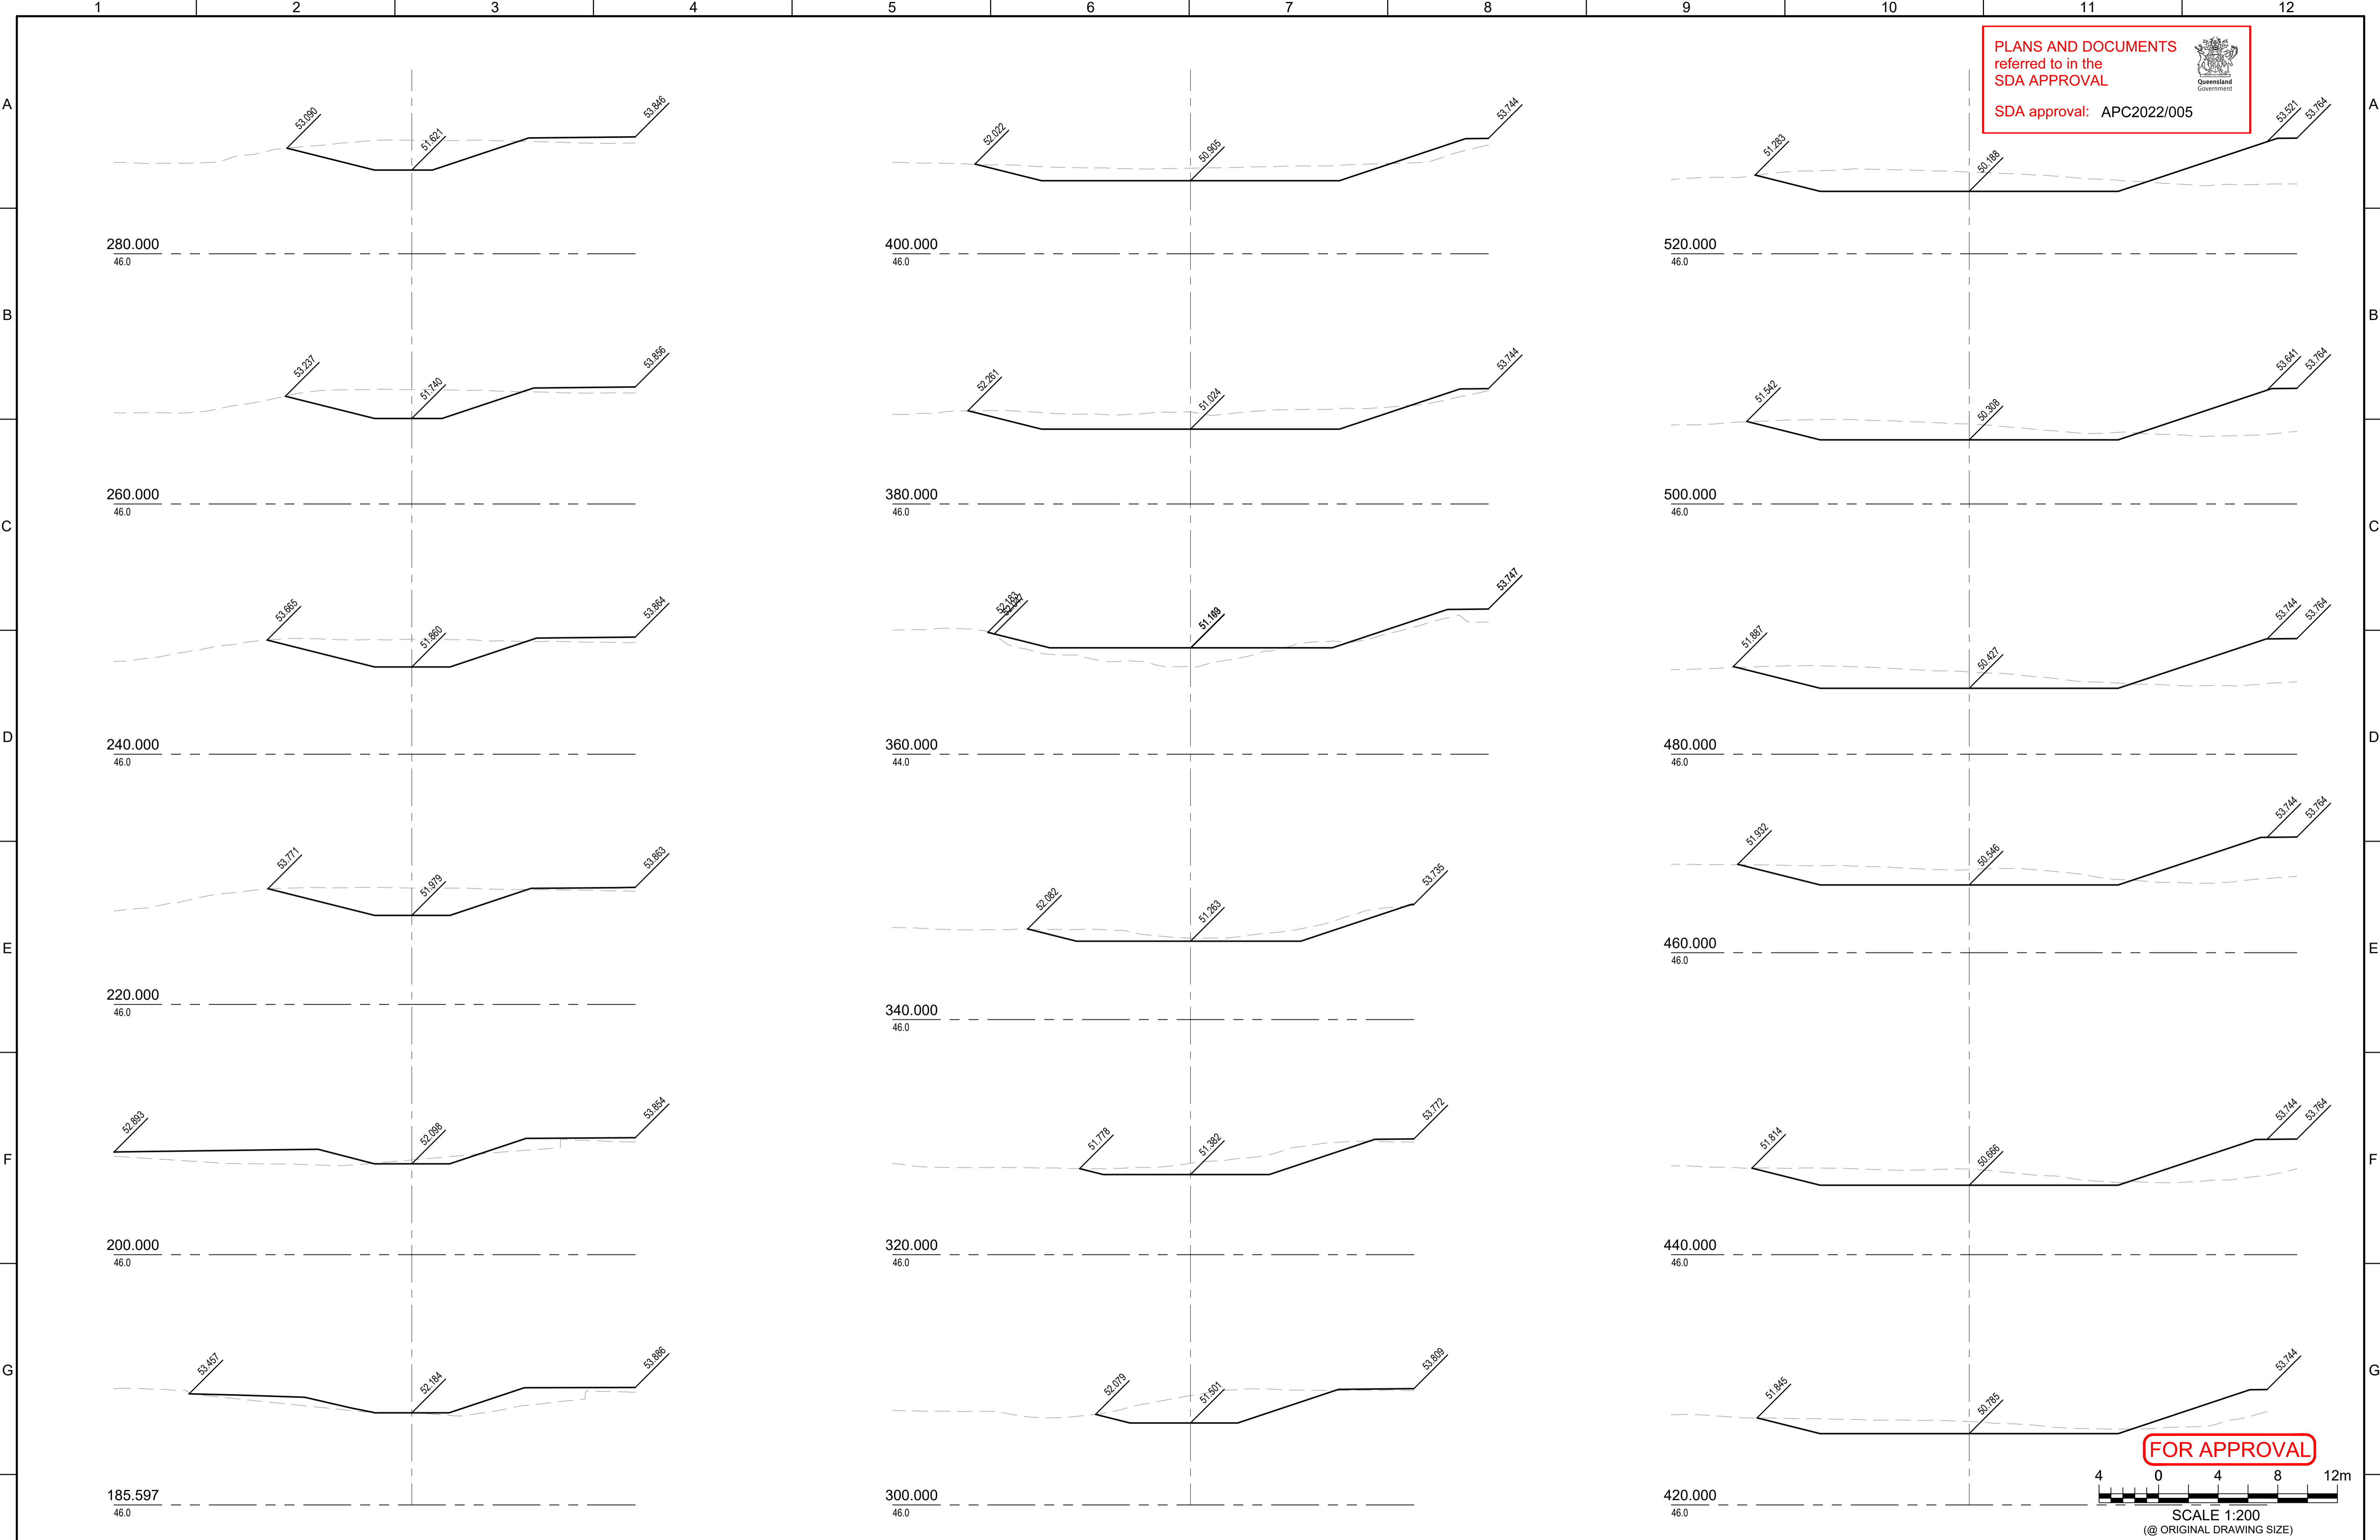 1 2 3 4 5 6 7 8 9 10 11 12
PLANS AND DOCUMENTS
referred to in the
SDA APPROVAL
SDA approval: APC2022/005
Queensland
Government
A A
53.090 51.621 53.846
280.000
46.0
52.022 50.905 53.744
400.000
46.0
51.283 50.188 53.521 53.764
520.000
46.0
B B
53.237 51.740 53.856
260.000
46.0
52.261 51.024 53.744
380.000
46.0
51.542 50.308 53.641 53.764
500.000
46.0
C C
53.665 51.860 53.864
240.000
46.0
52.183 53.747
360.000
44.0
51.887 50.427 53.744 53.764
480.000
46.0
D D
53.771 51.979 53.863
220.000
46.0
52.082 51.263 53.735
340.000
46.0
51.932 50.546 53.744 53.764
460.000
46.0
E E
52.893 52.098 53.854
200.000
46.0
51.778 51.382 53.772
320.000
46.0
51.814 50.666 53.744 53.764
440.000
46.0
F F
53.457 52.184 53.886
185.597
46.0
52.079 51.501 53.809
300.000
46.0
51.845 50.785 53.744
420.000
46.0
G G
FOR APPROVAL
4 0 4 8 12m
SCALE 1:200
(@ ORIGINAL DRAWING SIZE)